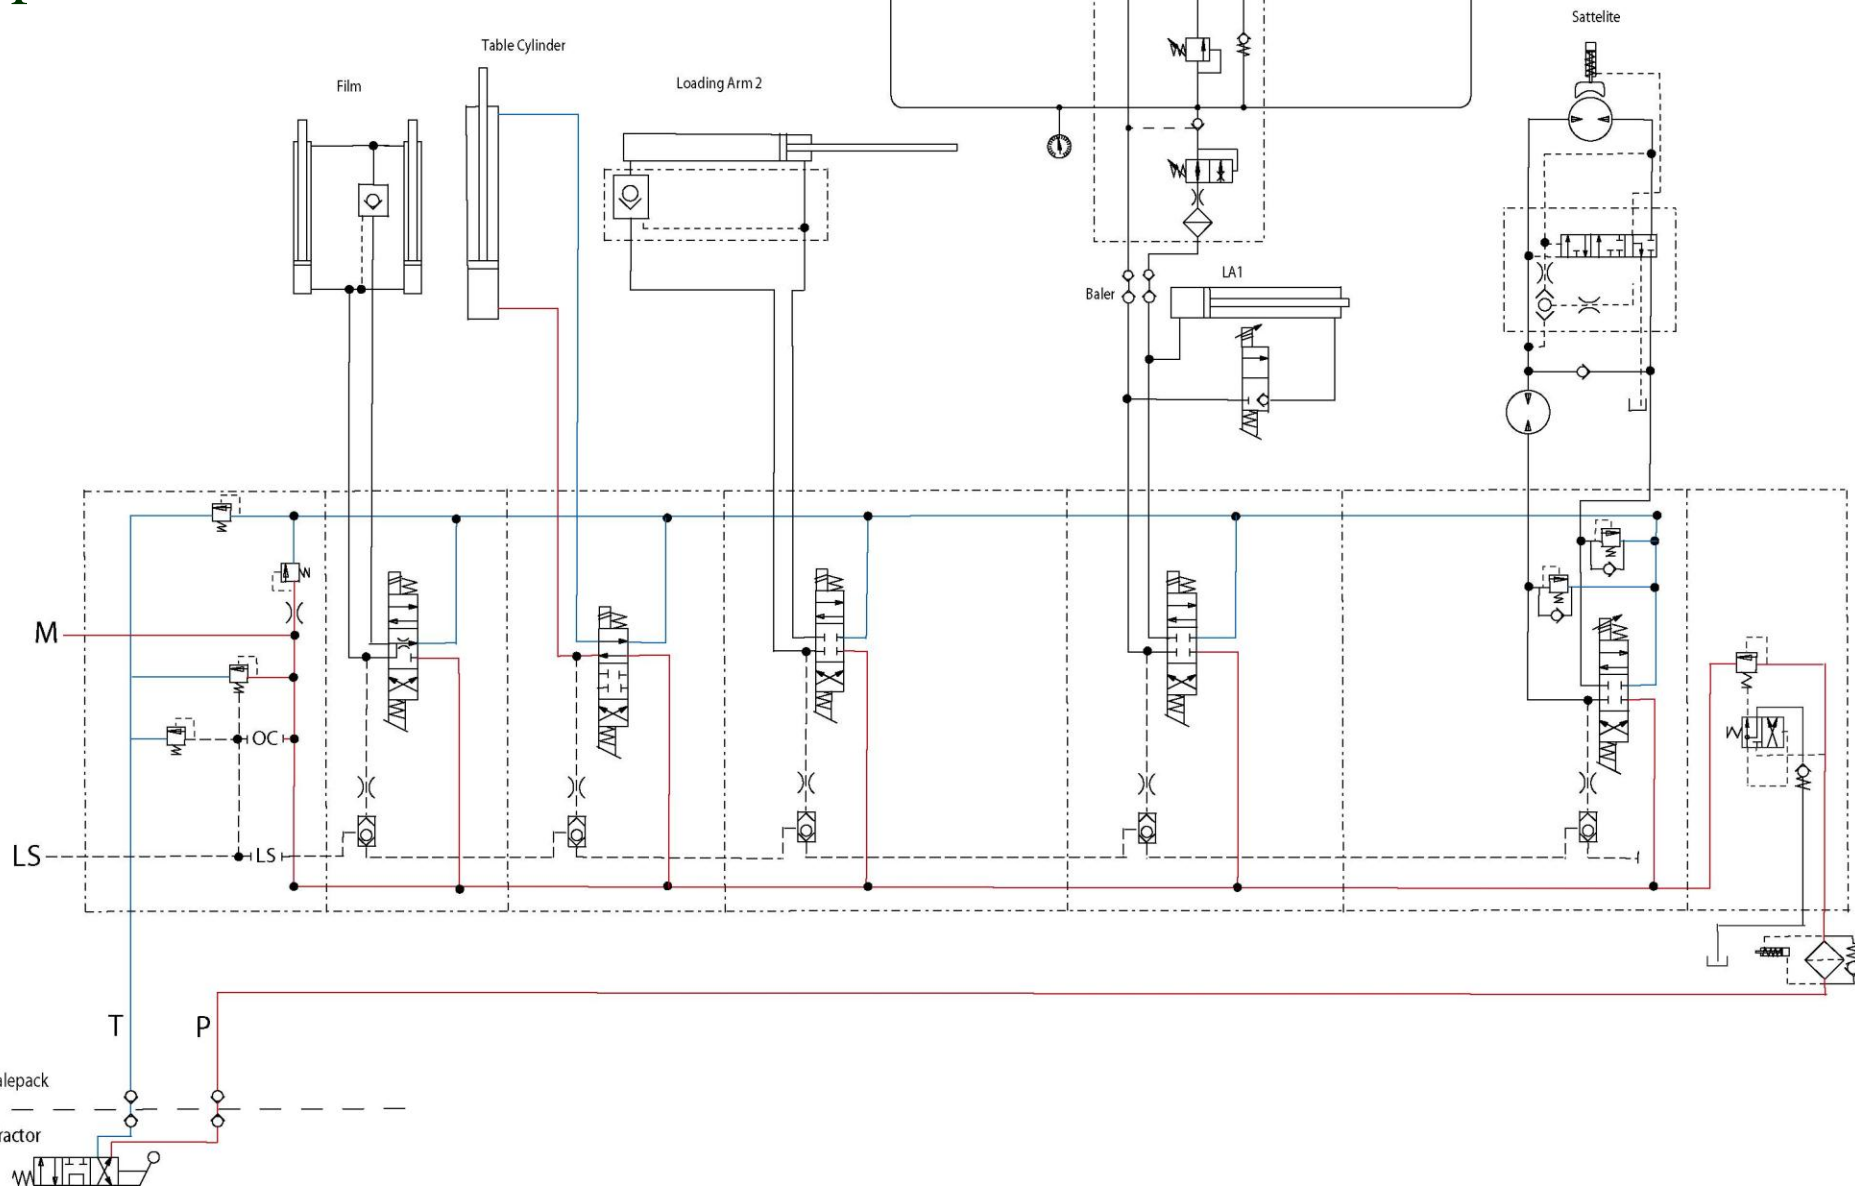 Sattelite
Table Cylinder
Film
Loading Arm 2
LA1
Baler
M
OC
LS
LS
T
P
alepack
ractor